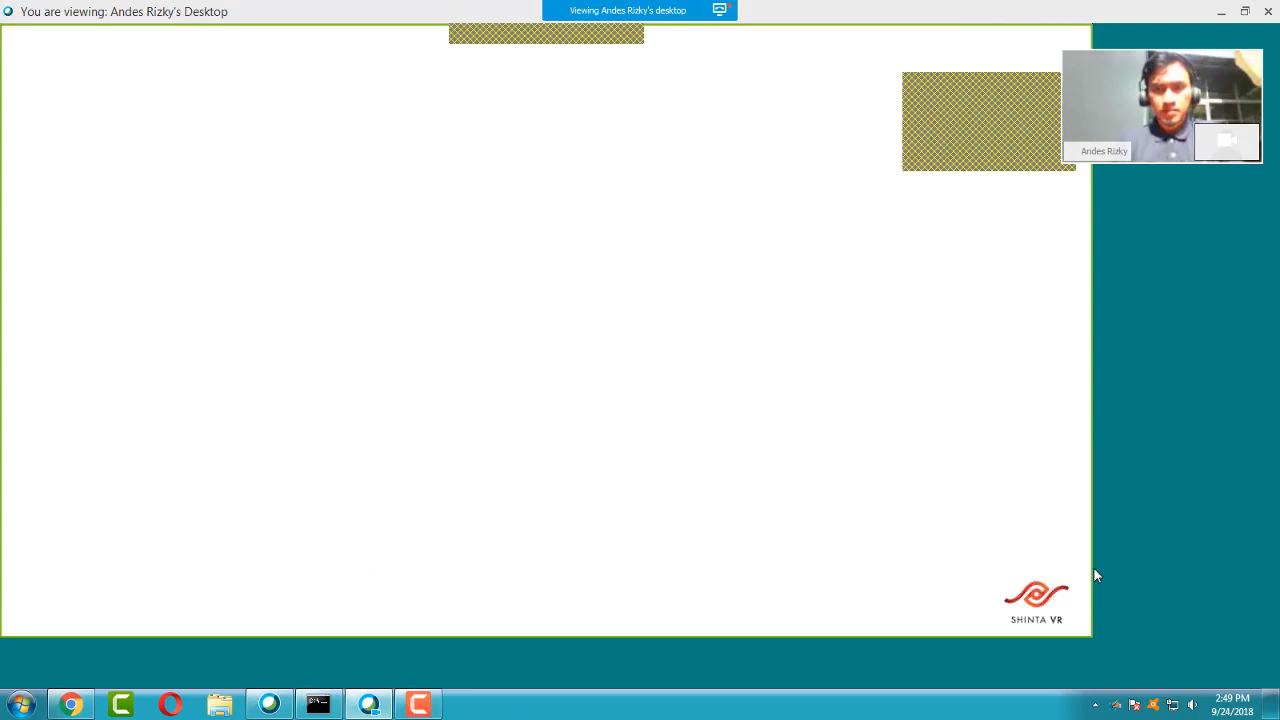 You are viewing: Andes Rizky's Desktop
Viewing Andes Rizky's desktop
Andes Rizky
SHINTA VR
C:\.
2:49 PM
9/24/2018